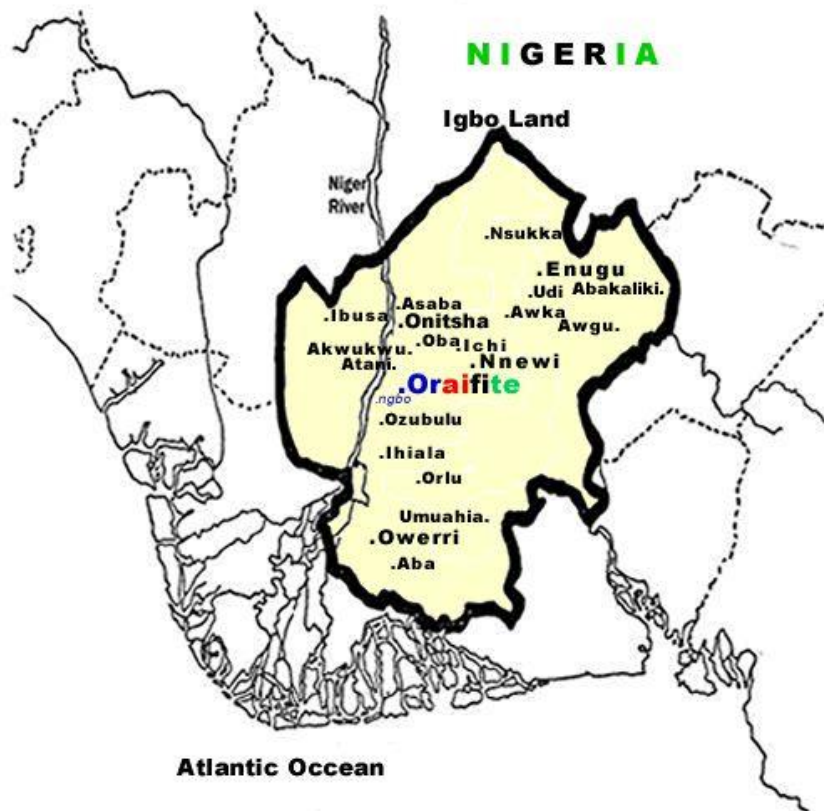 NIGERIA
Igbo Land
Niger
River
.Nsukka
.Enugu
.Udi
Abakaliki.
.Asaba
.Ibusa
.Onitsha
.Awka
Awgu.
.Oba
.Ichi
Akwukwu.
Atani.
.Nnewi
.Oraifite
.ngbo
.Ozubulu
.Ihiala
.Orlu
Umuahia.
.Owerri
.Aba
Atlantic Occean